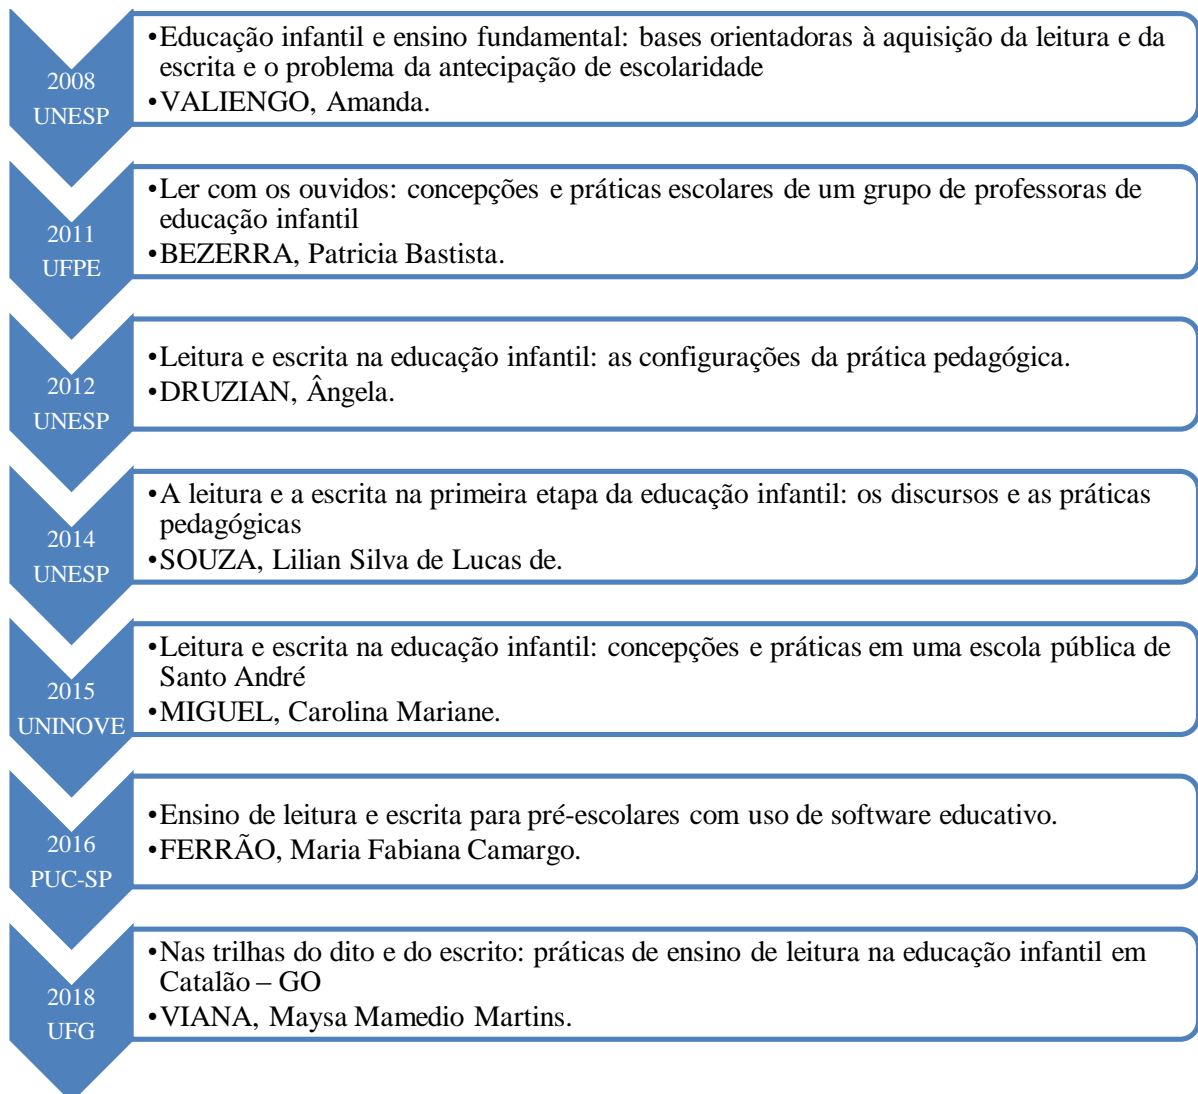 2008
UNESP
•Educação infantil e ensino fundamental: bases orientadoras à aquisição da leitura e da
escrita e o problema da antecipação de escolaridade
•VALIENGO, Amanda.
2011
UFPE
•Ler com os ouvidos: concepções e práticas escolares de um grupo de professoras de
educação infantil
•BEZERRA, Patricia Bastista.
2012
UNESP
•Leitura e escrita na educação infantil: as configurações da prática pedagógica.
•DRUZIAN, Ângela.
2014
UNESP
•A leitura e a escrita na primeira etapa da educação infantil: os discursos e as práticas
pedagógicas
•SOUZA, Lilian Silva de Lucas de.
2015
UNINOVE
•Leitura e escrita na educação infantil: concepções e práticas em uma escola pública de
Santo André
•MIGUEL, Carolina Mariane.
2016
PUC-SP
•Ensino de leitura e escrita para pré-escolares com uso de software educativo.
•FERRÃO, Maria Fabiana Camargo.
2018
UFG
•Nas trilhas do dito e do escrito: práticas de ensino de leitura na educação infantil em
Catalão – GO
•VIANA, Maysa Mamedio Martins.